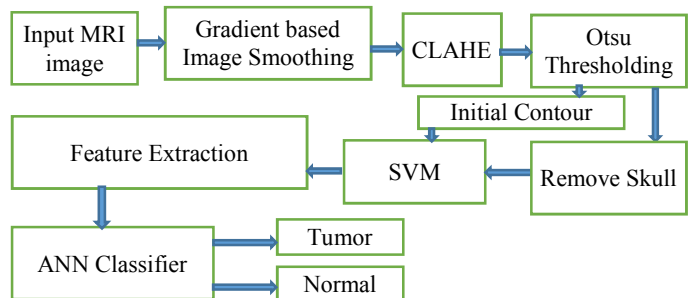 Input MRI
image
Gradient based
Image Smoothing
CLAHE
Otsu
Thresholding
Initial Contour
Feature Extraction
SVM
Remove Skull
ANN Classifier
Tumor
Normal